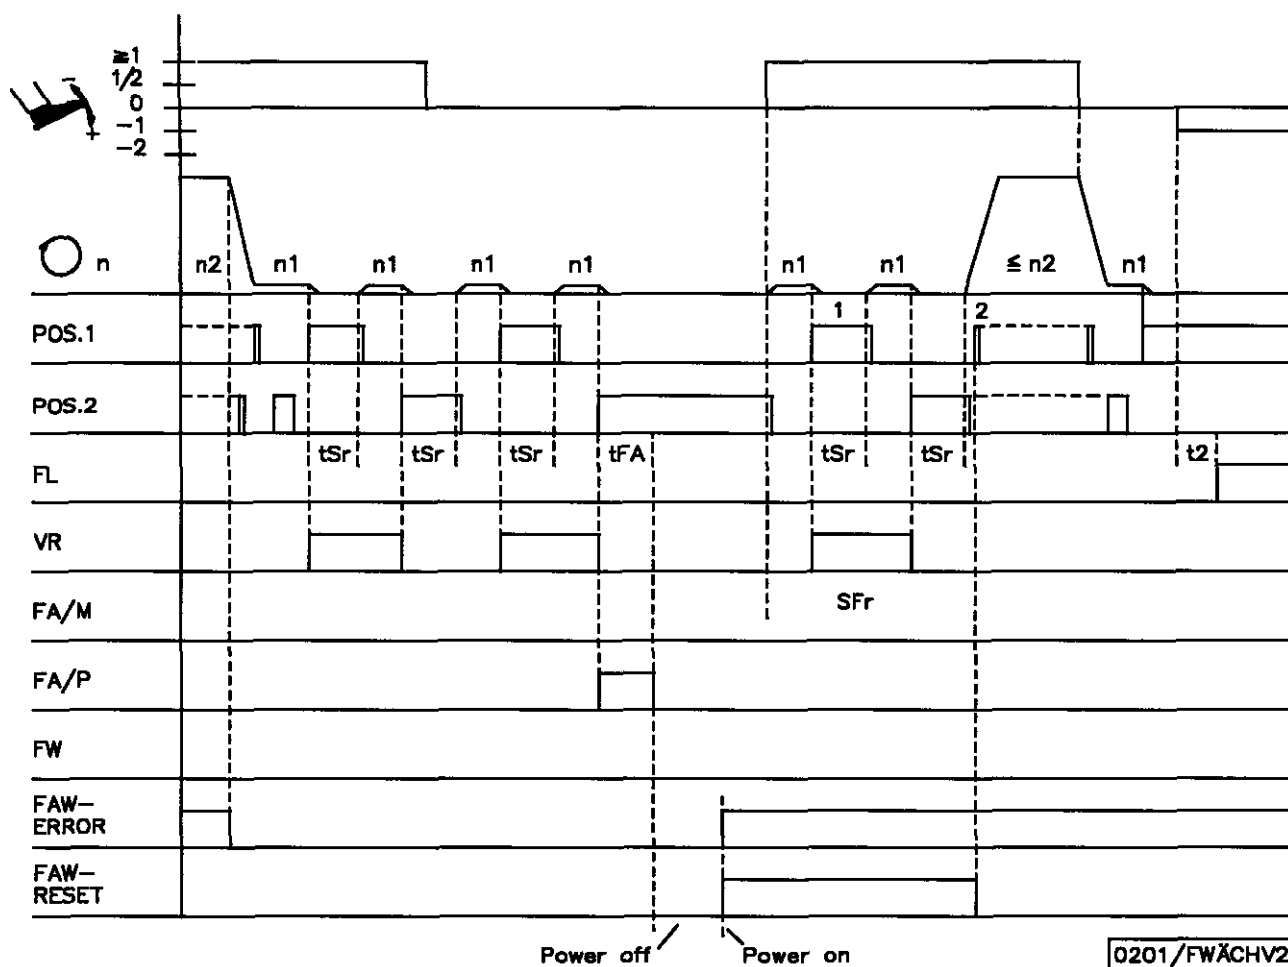 ≧1
1/2
0
−1
−2
− +
n n2 n1 n1 n1 n1 n1 n1 ≦ n2 n1
POS.1 1 2
POS.2
FL tSr tSr tSr tFA tSr tSr t2
VR
FA/M SFr
FA/P
FW
FAW−
ERROR
FAW−
RESET
Power off Power on 0201/FWÄCHV2